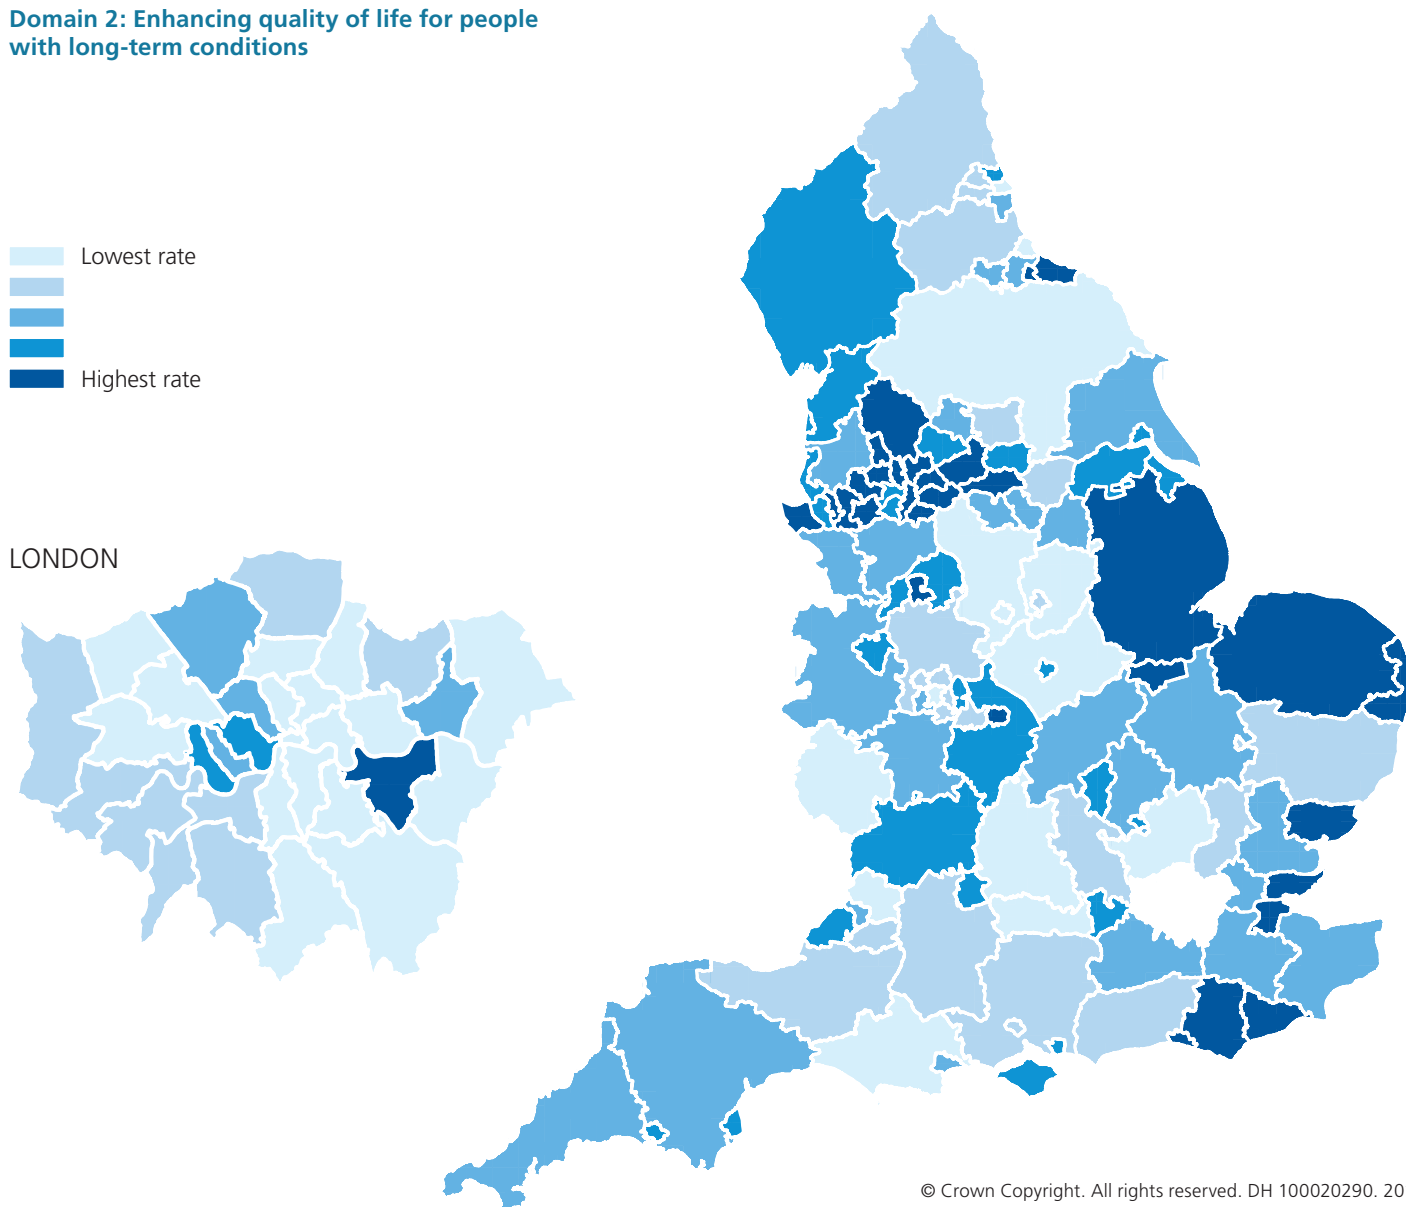 Domain 2: Enhancing quality of life for people
with long-term conditions
Lowest rate
Highest rate
LONDON
© Crown Copyright. All rights reserved. DH 100020290. 20